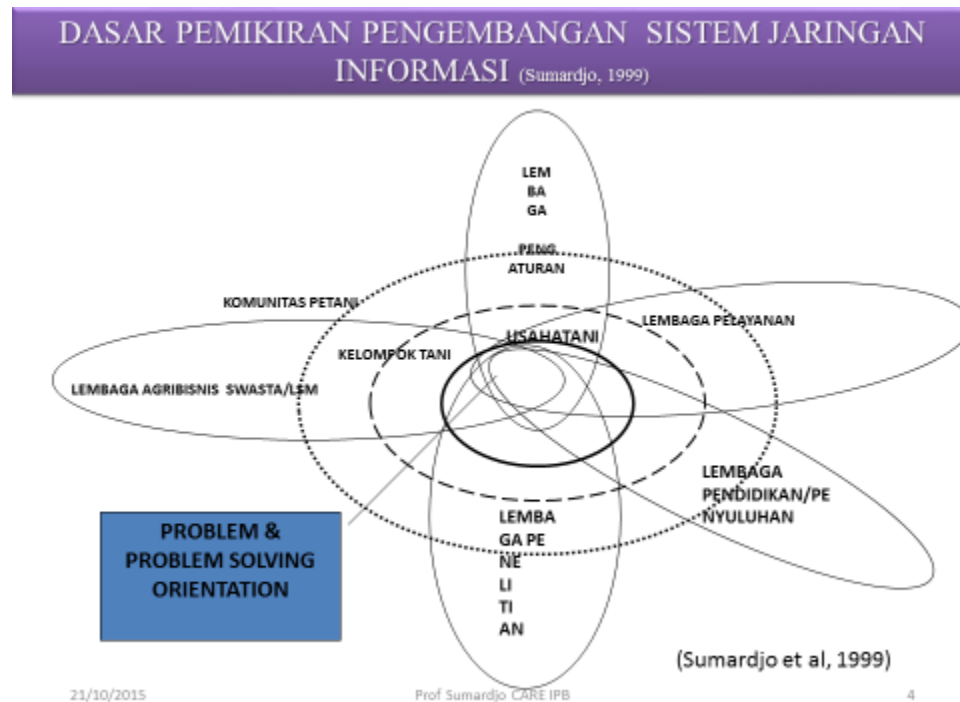 DASAR PEMIKIRAN PENGEMBANGAN SISTEM JARINGAN
INFORMASI (Sumardjo, 1999)
LEM
BA
GA
PENG
ATURAN
KOMUNITAS PETANI
LEMBAGA PELAYANAN
USAHATANI
KELOMPOK TANI
LEMBAGA AGRIBISNIS SWASTA/LSM
LEMBAGA
PENDIDIKAN/PE
NYULUHAN
PROBLEM &
PROBLEM SOLVING
ORIENTATION
LEMBA
GA PE
NE
LI
TI
AN
(Sumardjo et al, 1999)
21/10/2015
Prof Sumardjo CARE IPB
4